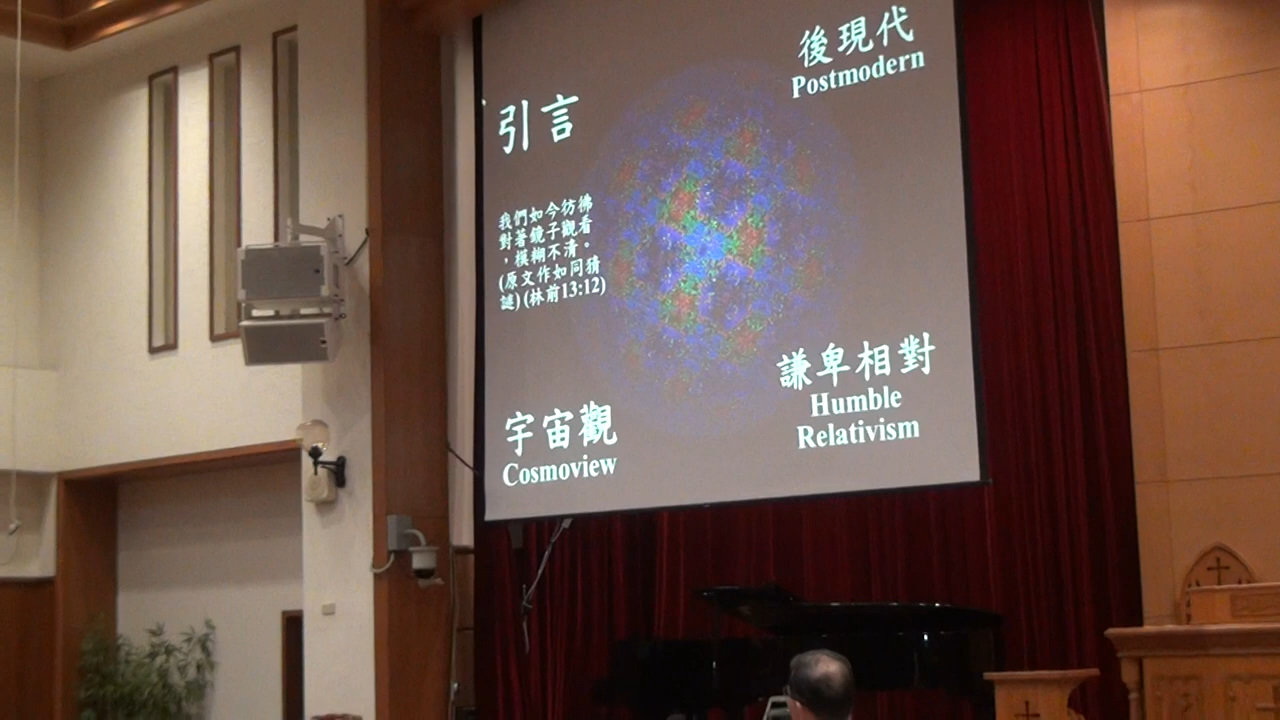 後現代
Postmodern
引言
我們如今彷彿
對著鏡子觀看
，模糊不清。
(原文作如同猜
謎) (林前13:12)
謙卑相對
Humble
Relativism
宇宙觀
Cosmoview